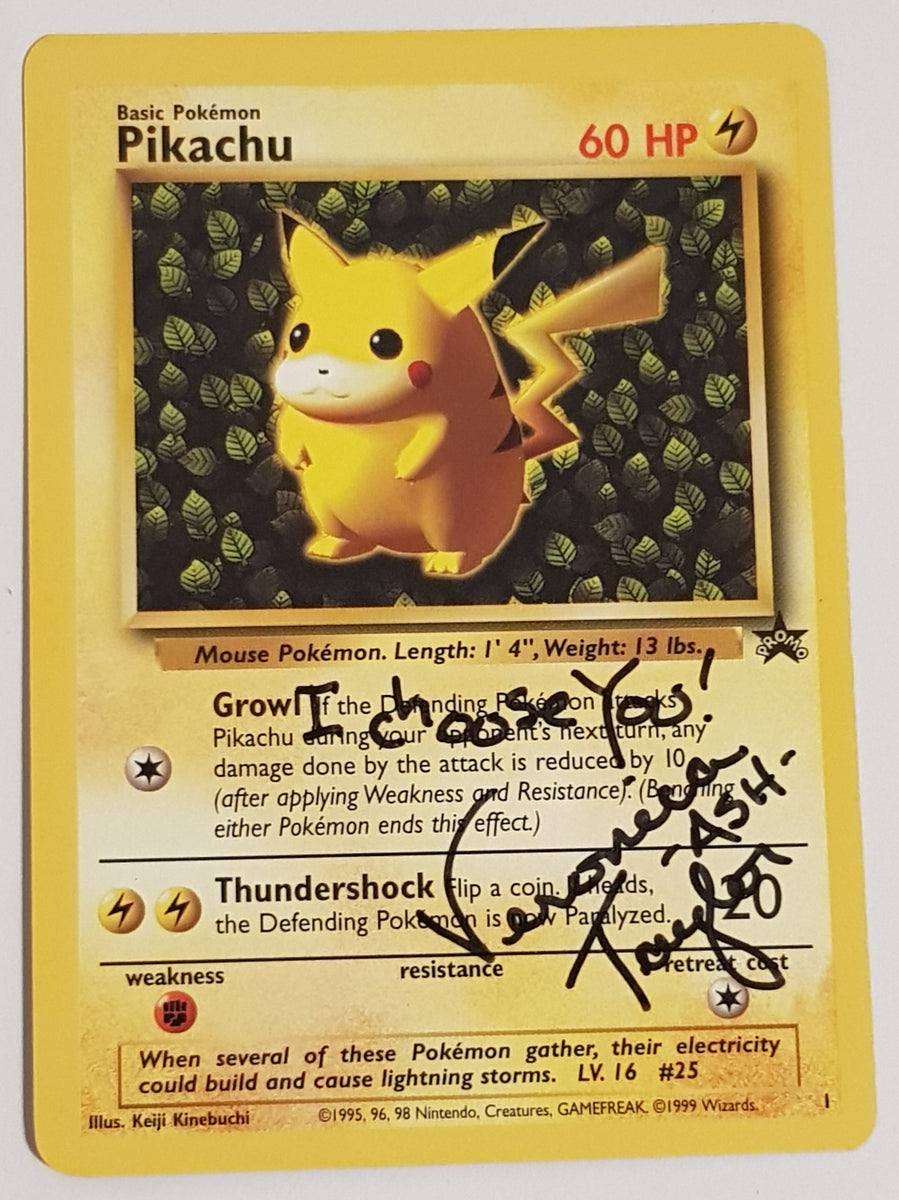 Basic Pokémon
Pikachu
60 HP
Mouse Pokémon. Length: 1' 4", Weight: 13 lbs.
PROMO
Growl If the Defending Pokémon attacks
Pikachu during your opponent's next turn, any
damage done by the attack is reduced by 10
(after applying Weakness and Resistance). (Benching
either Pokémon ends this effect.)
I choose You!
Veronica
-ASH-
Taylor
Thundershock Flip a coin. If heads,
the Defending Pokémon is now Paralyzed.
20
weakness
resistance
retreat cost
When several of these Pokémon gather, their electricity
could build and cause lightning storms. LV. 16 #25
Illus. Keiji Kinebuchi
©1995, 96, 98 Nintendo, Creatures, GAMEFREAK. ©1999 Wizards.
1